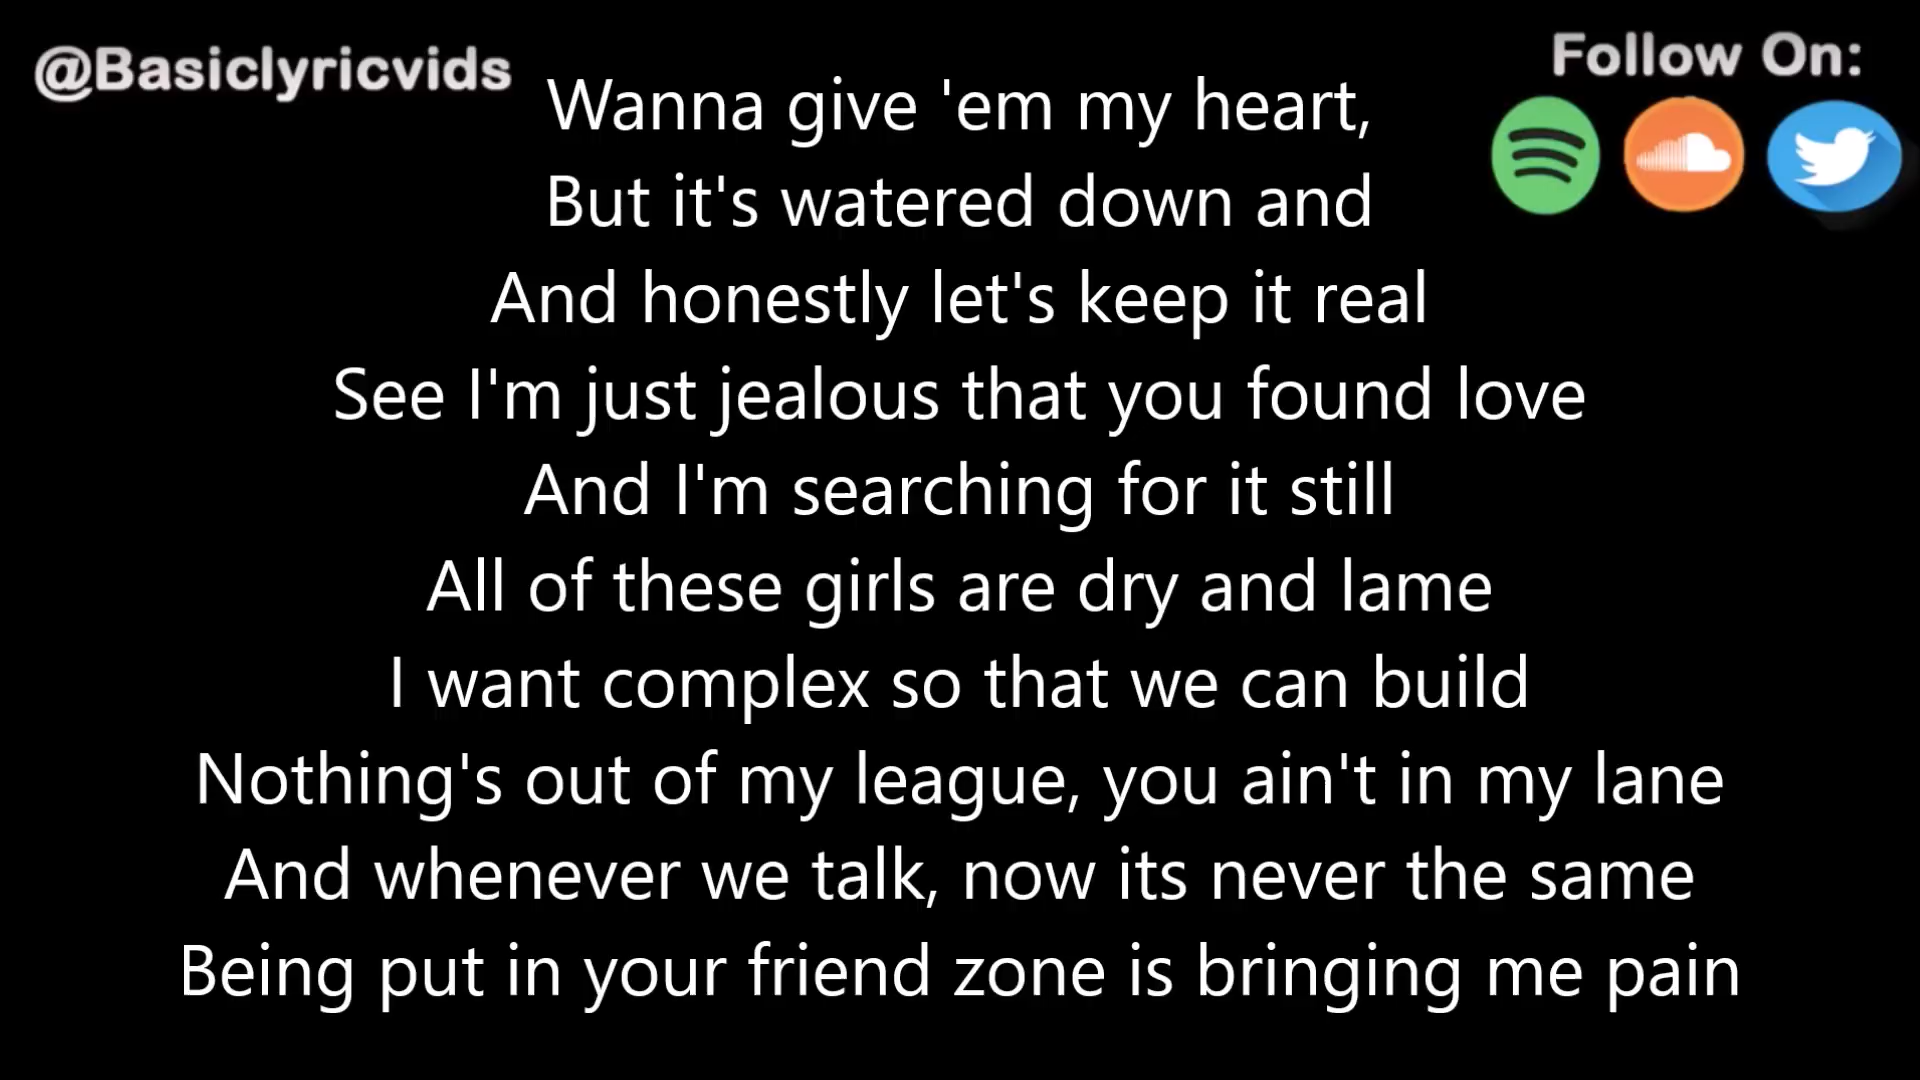 @Basiclyricvids
Follow On:
Wanna give 'em my heart,
But it's watered down and
And honestly let's keep it real
See I'm just jealous that you found love
And I'm searching for it still
All of these girls are dry and lame
I want complex so that we can build
Nothing's out of my league, you ain't in my lane
And whenever we talk, now its never the same
Being put in your friend zone is bringing me pain